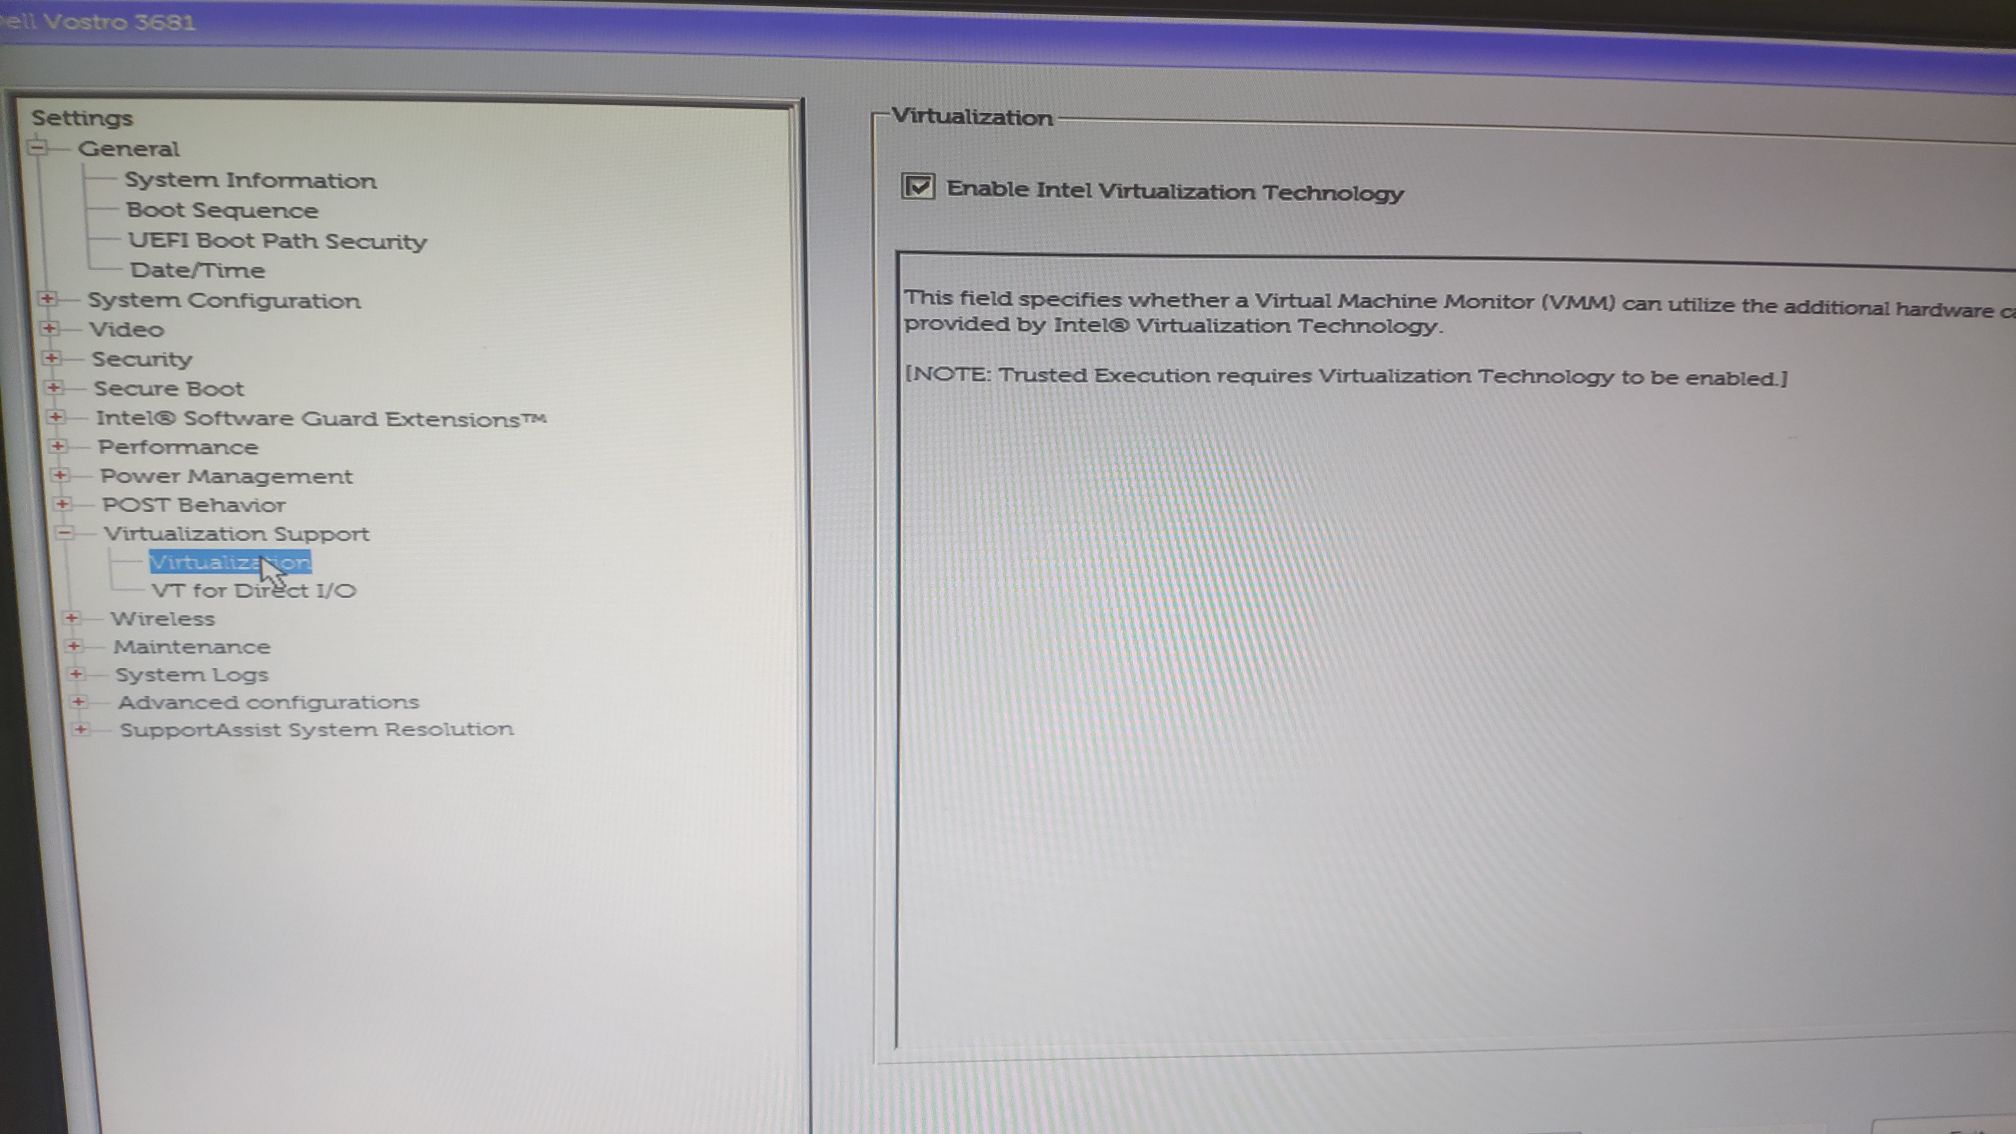 Dell Vostro 3681
Settings
General
System Information
Boot Sequence
UEFI Boot Path Security
Date/Time
System Configuration
Video
Security
Secure Boot
Intel® Software Guard Extensions™
Performance
Power Management
POST Behavior
Virtualization Support
Virtualization
VT for Direct I/O
Wireless
Maintenance
System Logs
Advanced configurations
SupportAssist System Resolution
Virtualization
Enable Intel Virtualization Technology
This field specifies whether a Virtual Machine Monitor (VMM) can utilize the additional hardware
provided by Intel® Virtualization Technology.
[NOTE: Trusted Execution requires Virtualization Technology to be enabled.]